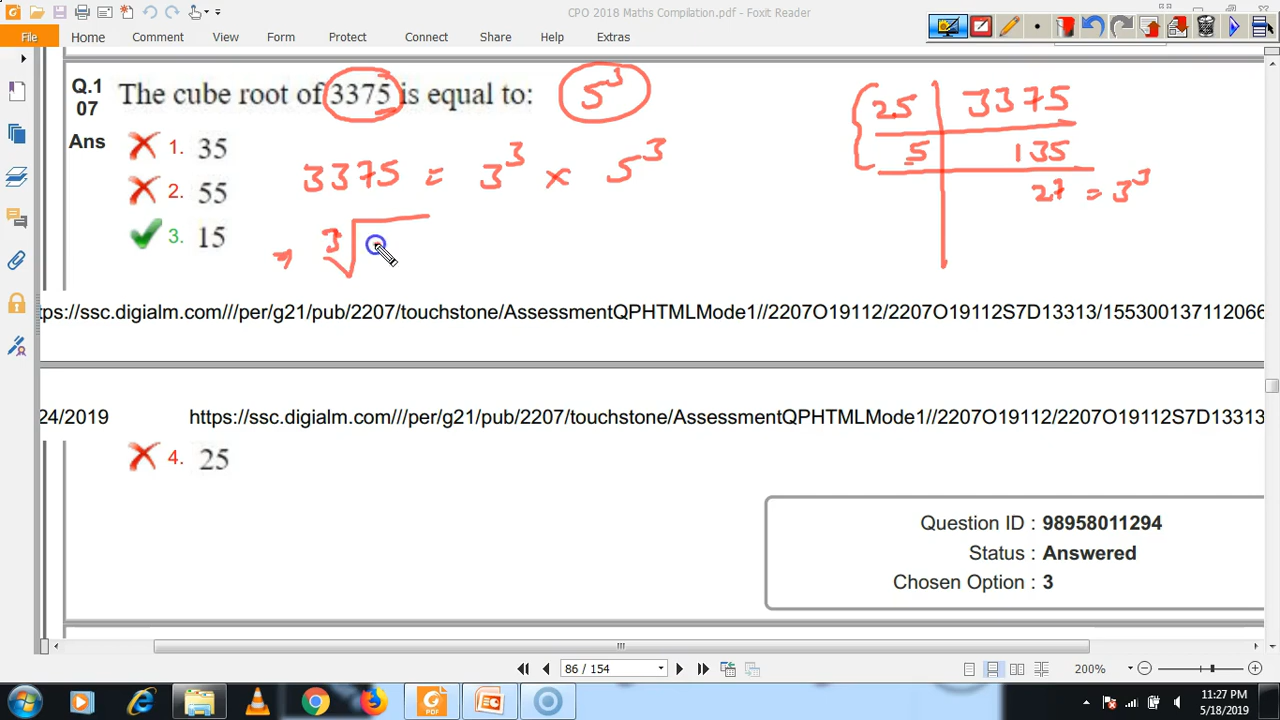 CPO 2018 Maths Compilation.pdf - Foxit Reader
File Home Comment View Form Protect Connect Share Help Extras
Q.1 The cube root of 3375 is equal to: 5³
07
Ans 1. 35
2. 55
3. 15
3375 = 3³ × 5³
3√
25 3375
5 135
27 = 3³
ps://ssc.digialm.com///per/g21/pub/2207/touchstone/AssessmentQPHTMLMode1//2207O19112/2207O19112S7D13313/155300137112066
24/2019 https://ssc.digialm.com///per/g21/pub/2207/touchstone/AssessmentQPHTMLMode1//2207O19112/2207O19112S7D13313
4. 25
Question ID : 98958011294
Status : Answered
Chosen Option : 3
86 / 154 200%
PDF 11:27 PM
5/18/2019